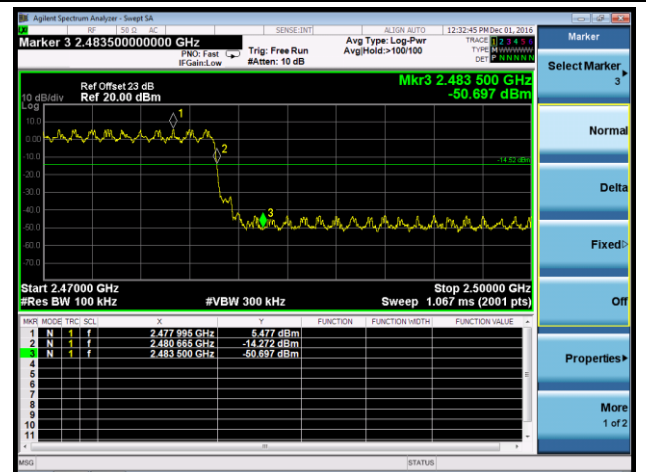 Agilent Spectrum Analyzer - Swept SA
RF 50 Ω AC SENSE:INT ALIGN AUTO 12:32:45 PM Dec 01, 2016
Marker 3 2.483500000000 GHz
PNO: Fast
IFGain:Low
Trig: Free Run
#Atten: 10 dB
Avg Type: Log-Pwr
Avg|Hold:>100/100
TRACE 1 2 3 4 5 6
TYPE M W W W W W
DET P N N N N N
Mkr3 2.483 500 GHz
-50.697 dBm
Ref Offset 23 dB
10 dB/div Ref 20.00 dBm
Log
10.0
0.00
-10.0
-20.0
-30.0
-40.0
-50.0
-60.0
-70.0
1
2
3
-14.52 dBm
Start 2.47000 GHz Stop 2.50000 GHz
#Res BW 100 kHz #VBW 300 kHz Sweep 1.067 ms (2001 pts)
MKR MODE TRC SCL X Y FUNCTION FUNCTION WIDTH FUNCTION VALUE
1 N 1 f 2.477 995 GHz 5.477 dBm
2 N 1 f 2.480 665 GHz -14.272 dBm
3 N 1 f 2.483 500 GHz -50.697 dBm
4
5
6
7
8
9
10
11
MSG STATUS
Marker
Select Marker
3
Normal
Delta
Fixed
Off
Properties
More
1 of 2